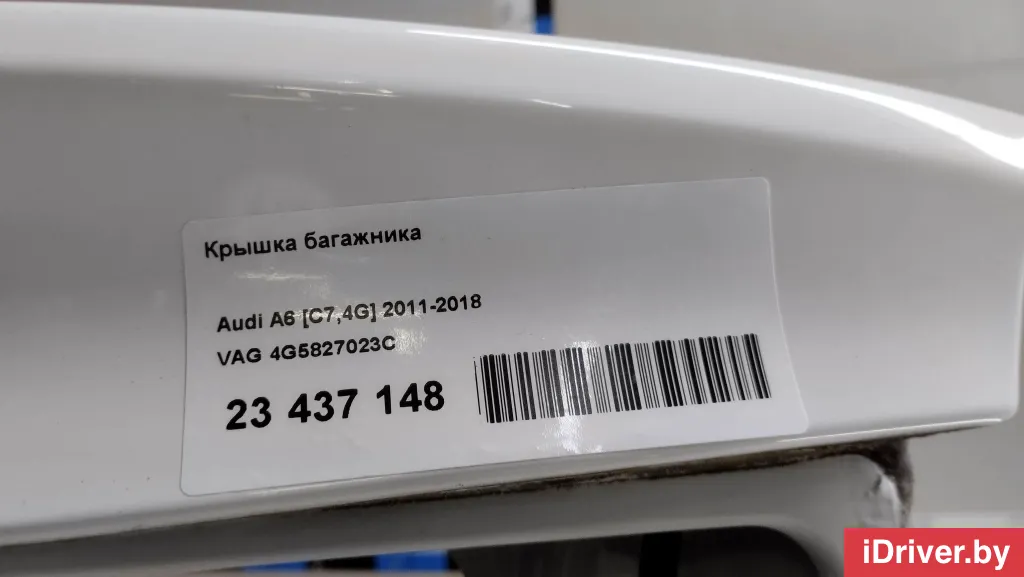 Крышка багажника
Audi A6 [C7,4G] 2011-2018
VAG 4G5827023C
23 437 148
iDriver.by